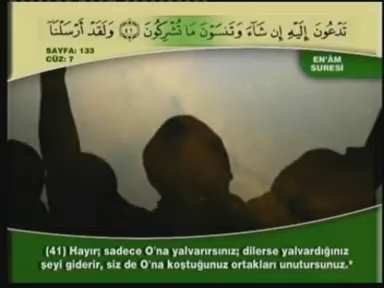 تَدْعُونَ اِلَيْهِ اِنْ شَٓاءَ وَتَنْسَوْنَ مَا تُشْرِكُونَ ﴿٤١﴾ وَلَقَدْ اَرْسَلْنَٓا
SAYFA: 133
CÜZ: 7
EN'ÂM
SURESİ
(41) Hayır; sadece O'na yalvarırsınız; dilerse yalvardığınız
şeyi giderir, siz de O'na koştuğunuz ortakları unutursunuz.*